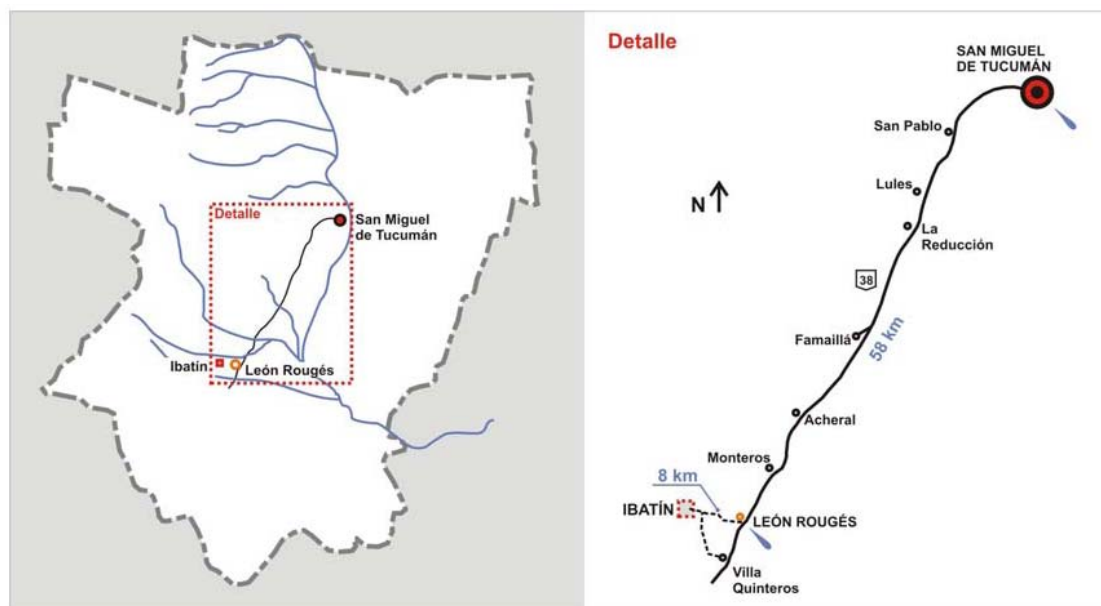 Detalle
San Miguel
de Tucumán
Ibatín
León Rougés
Detalle
SAN MIGUEL
DE TUCUMÁN
San Pablo
Lules
N
La
Reducción
38
Famaillá
58 km
Acheral
Monteros
8 km
IBATÍN
LEÓN ROUGÉS
Villa
Quinteros